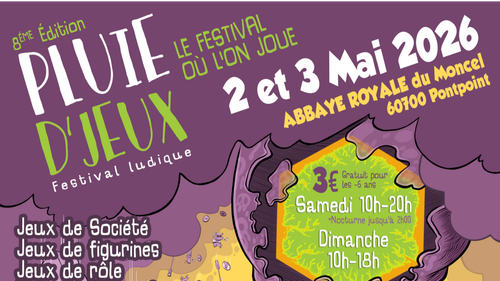 8ème Édition
PLUIE
D'JEUX
Festival ludique
LE FESTIVAL
OÙ L'ON JOUE
2 et 3 Mai 2026
ABBAYE ROYALE du Moncel
60700 Pontpoint
3€ Gratuit pour
les -6 ans
Samedi 10h-20h
*Nocturne jusqu'à 2h00
Dimanche
10h-18h
Jeux de Société
Jeux de figurines
Jeux de rôle